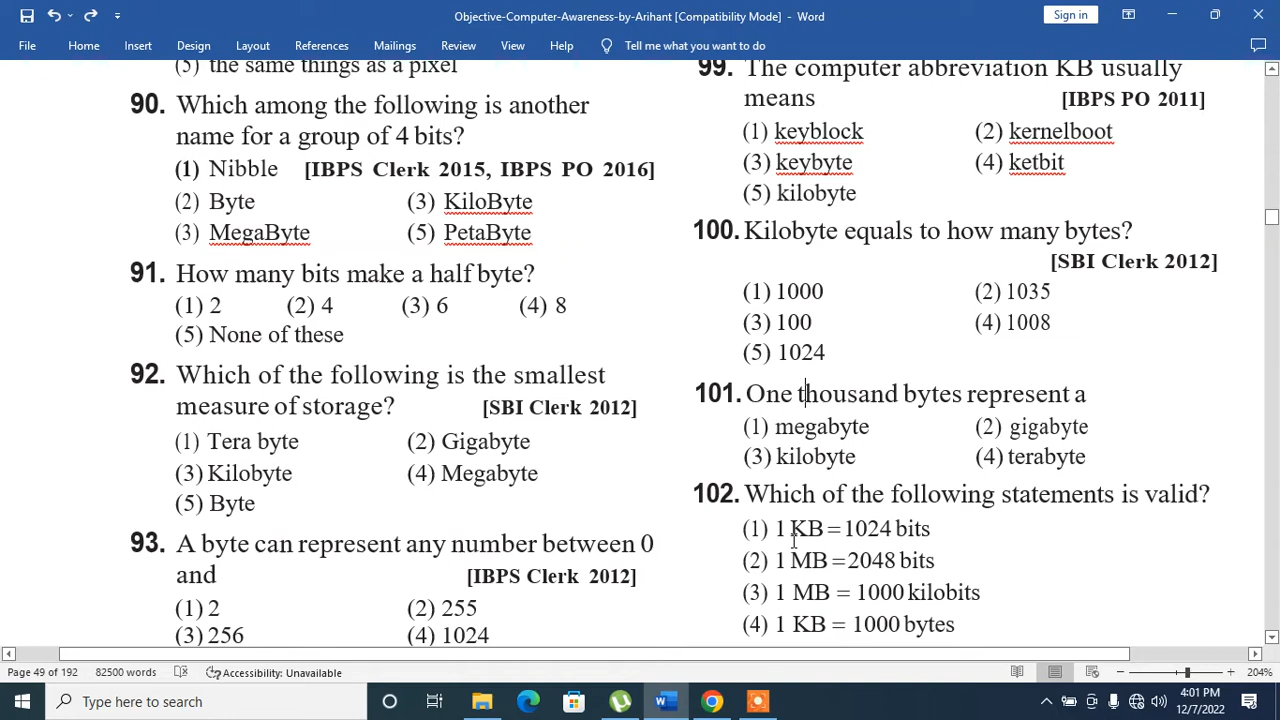 Objective-Computer-Awareness-by-Arihant [Compatibility Mode] - Word
Sign in
File Home Insert Design Layout References Mailings Review View Help Tell me what you want to do
(5) the same things as a pixel
90. Which among the following is another
name for a group of 4 bits?
(1) Nibble [IBPS Clerk 2015, IBPS PO 2016]
(2) Byte (3) KiloByte
(3) MegaByte (5) PetaByte
91. How many bits make a half byte?
(1) 2 (2) 4 (3) 6 (4) 8
(5) None of these
92. Which of the following is the smallest
measure of storage? [SBI Clerk 2012]
(1) Tera byte (2) Gigabyte
(3) Kilobyte (4) Megabyte
(5) Byte
93. A byte can represent any number between 0
and [IBPS Clerk 2012]
(1) 2 (2) 255
(3) 256 (4) 1024
99. The computer abbreviation KB usually
means [IBPS PO 2011]
(1) keyblock (2) kernelboot
(3) keybyte (4) ketbit
(5) kilobyte
100. Kilobyte equals to how many bytes?
[SBI Clerk 2012]
(1) 1000 (2) 1035
(3) 100 (4) 1008
(5) 1024
101. One thousand bytes represent a
(1) megabyte (2) gigabyte
(3) kilobyte (4) terabyte
102. Which of the following statements is valid?
(1) 1 KB = 1024 bits
(2) 1 MB = 2048 bits
(3) 1 MB = 1000 kilobits
(4) 1 KB = 1000 bytes
Page 49 of 192 82500 words Accessibility: Unavailable 204%
Type here to search
4:01 PM
12/7/2022